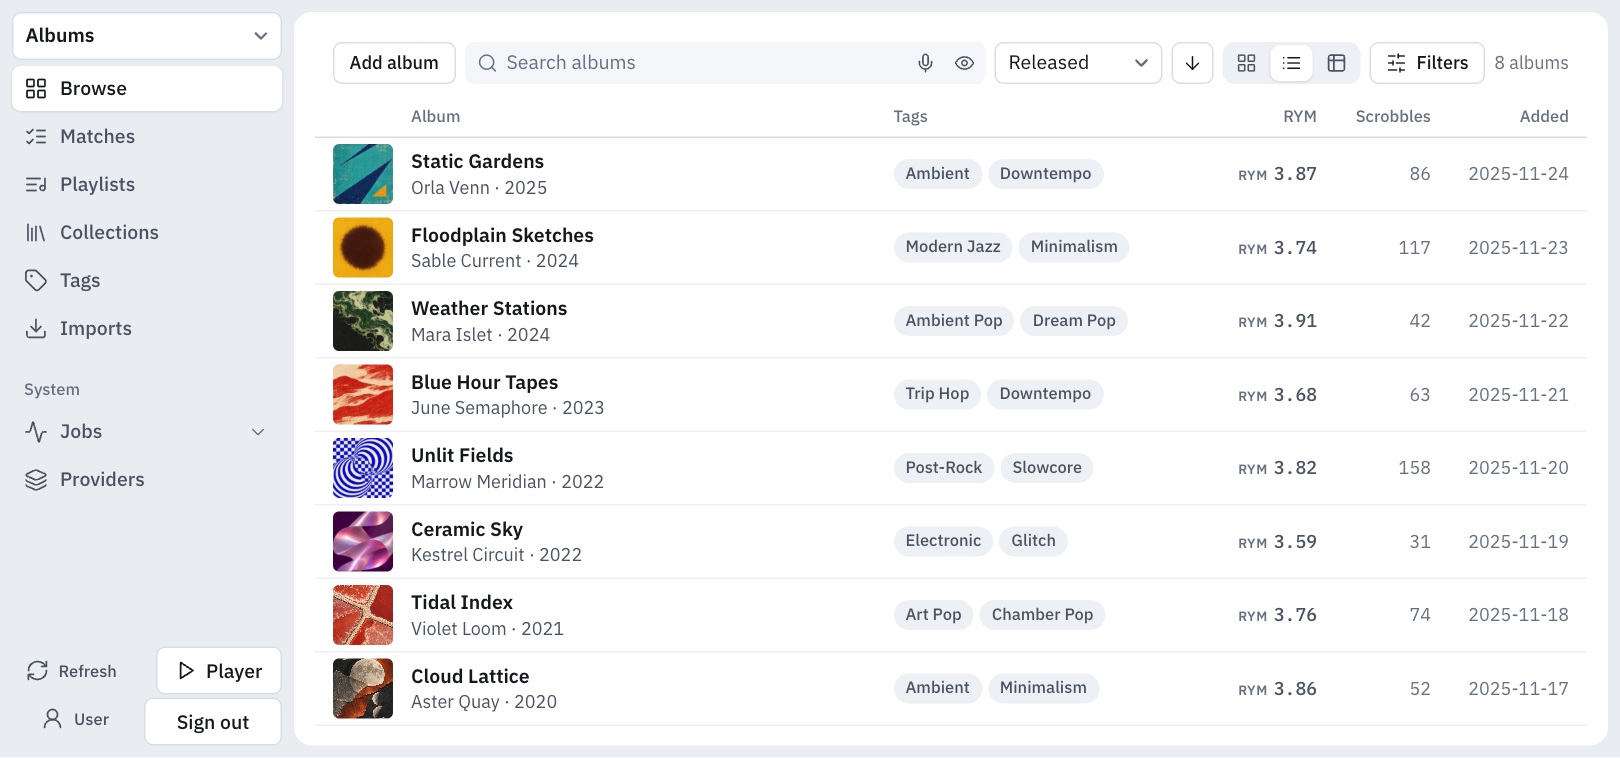 Albums
Browse
Matches
Playlists
Collections
Tags
Imports
System
Jobs
Providers
Refresh
Player
User
Sign out
Add album
Search albums
Released
Filters
8 albums
Album Tags RYM Scrobbles Added
Static Gardens
Orla Venn · 2025
Ambient Downtempo RYM 3.87 86 2025-11-24
Floodplain Sketches
Sable Current · 2024
Modern Jazz Minimalism RYM 3.74 117 2025-11-23
Weather Stations
Mara Islet · 2024
Ambient Pop Dream Pop RYM 3.91 42 2025-11-22
Blue Hour Tapes
June Semaphore · 2023
Trip Hop Downtempo RYM 3.68 63 2025-11-21
Unlit Fields
Marrow Meridian · 2022
Post-Rock Slowcore RYM 3.82 158 2025-11-20
Ceramic Sky
Kestrel Circuit · 2022
Electronic Glitch RYM 3.59 31 2025-11-19
Tidal Index
Violet Loom · 2021
Art Pop Chamber Pop RYM 3.76 74 2025-11-18
Cloud Lattice
Aster Quay · 2020
Ambient Minimalism RYM 3.86 52 2025-11-17